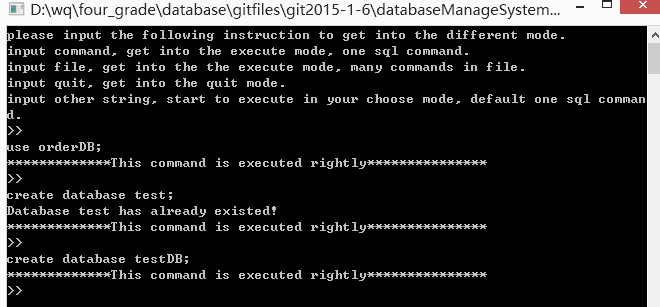 D:\wq\four_grade\database\gitfiles\git2015-1-6\databaseManageSystem...
please input the following instruction to get into the different mode.
input command, get into the execute mode, one sql command.
input file, get into the the execute mode, many commands in file.
input quit, get into the quit mode.
input other string, start to execute in your choose mode, default one sql comman
d.
>>
use orderDB;
*************This command is executed rightly***************
>>
create database test;
Database test has already existed!
*************This command is executed rightly***************
>>
create database testDB;
*************This command is executed rightly***************
>>